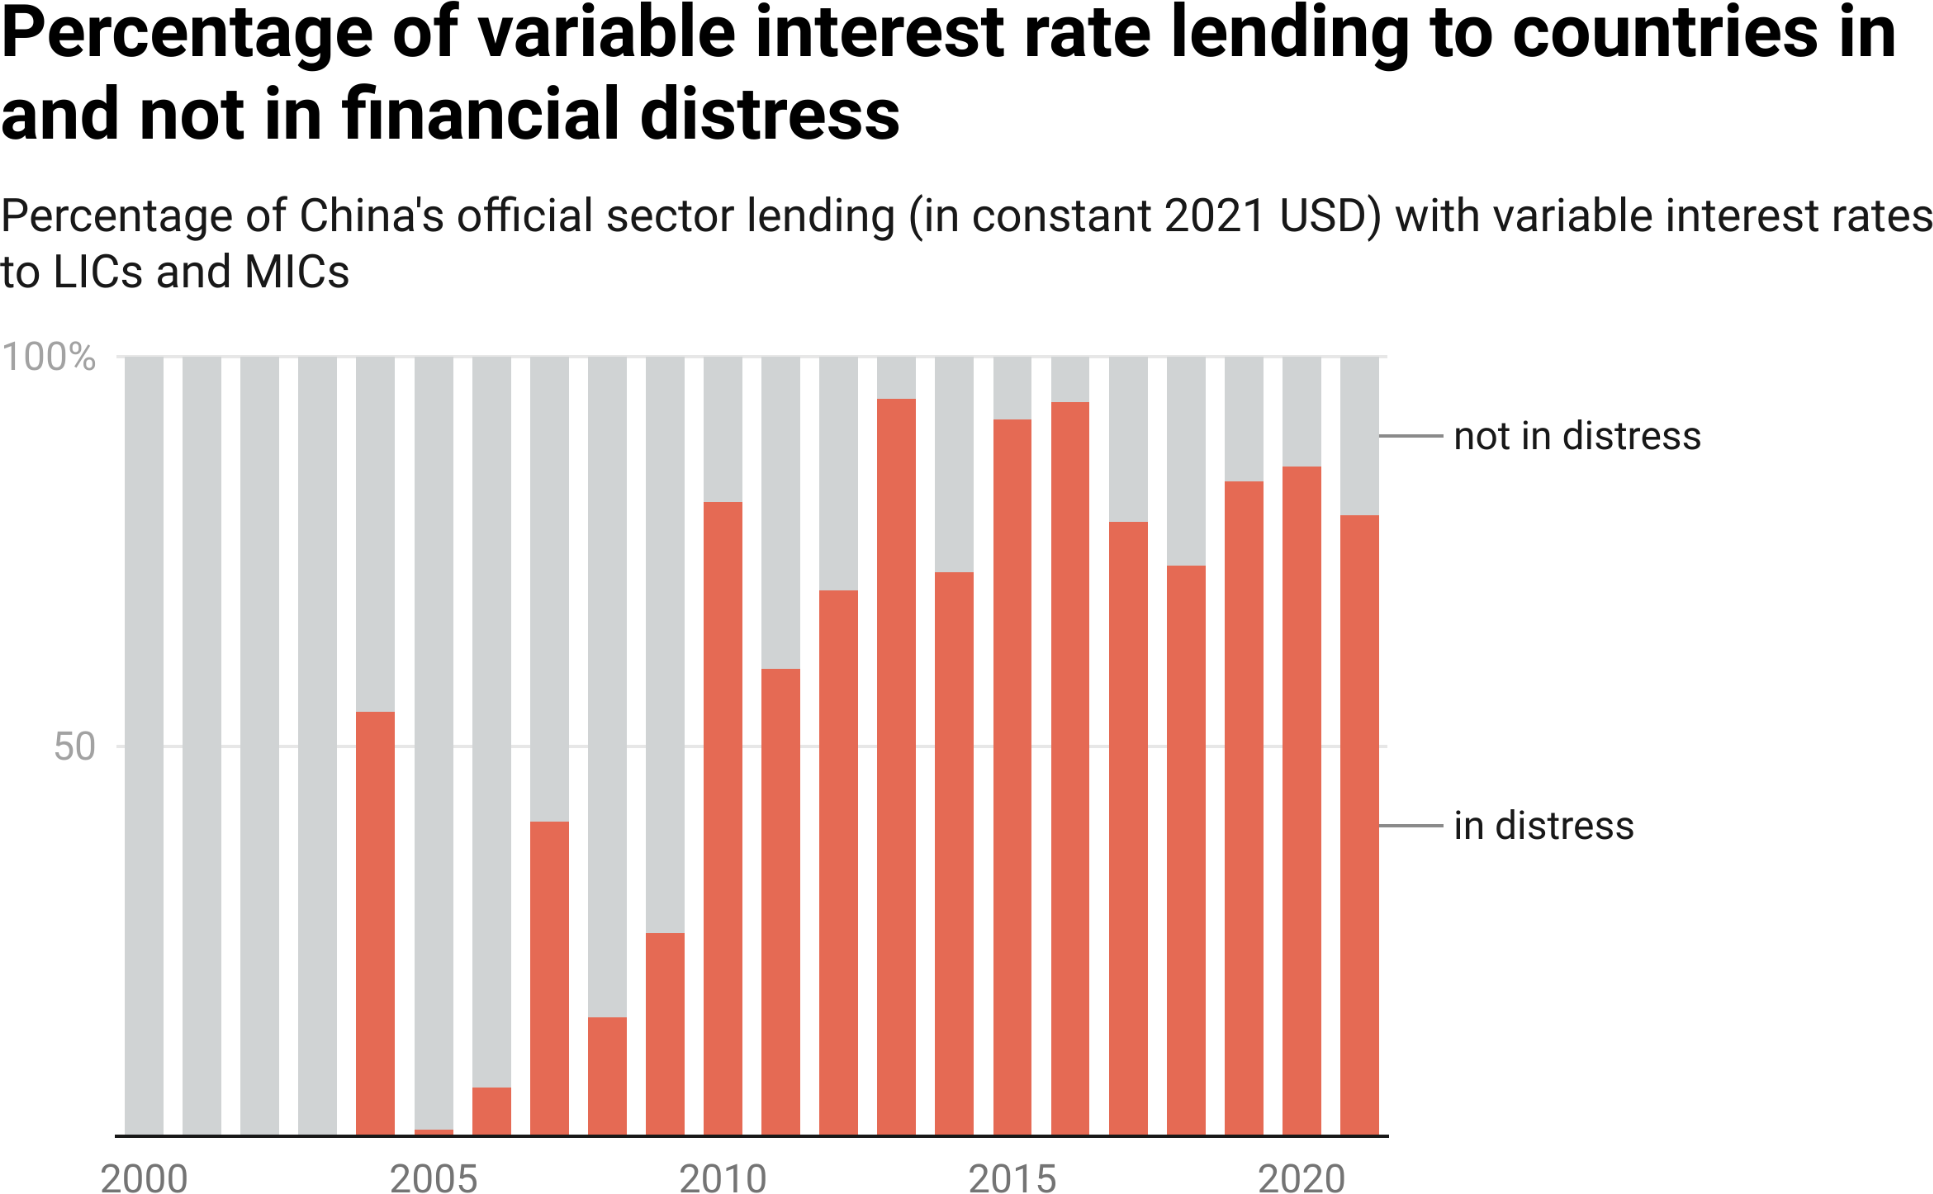 Percentage of variable interest rate lending to countries in
and not in financial distress
Percentage of China's official sector lending (in constant 2021 USD) with variable interest rates
to LICs and MICs
100%
not in distress
50
in distress
2000 2005 2010 2015 2020